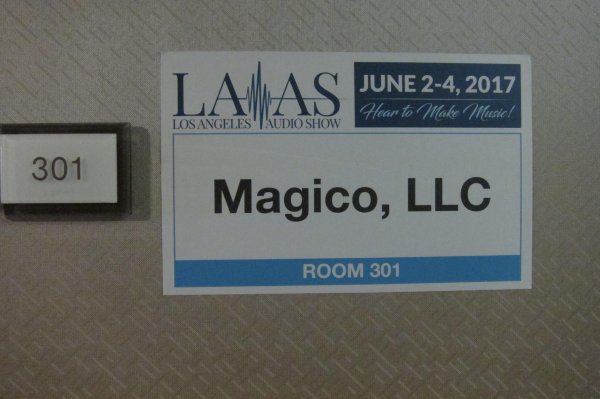 301
LAAS
LOS ANGELES AUDIO SHOW
JUNE 2-4, 2017
Hear to Make Music!
Magico, LLC
ROOM 301